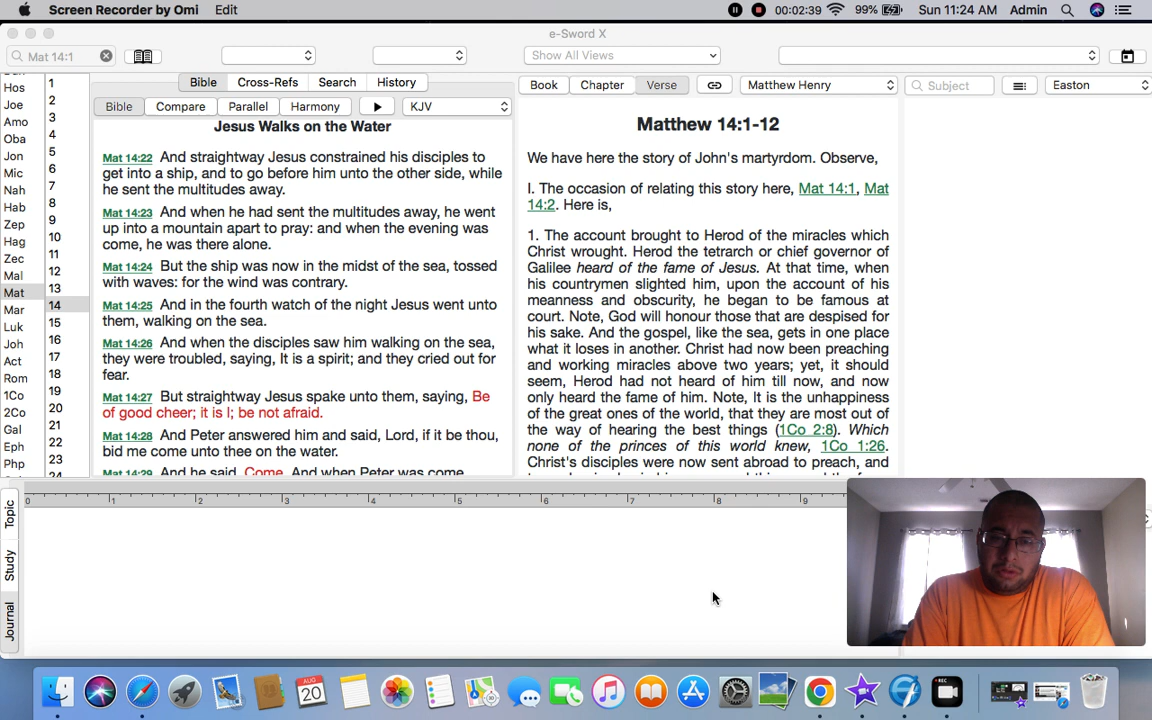 Screen Recorder by Omi Edit 00:02:39 99% Sun 11:24 AM Admin
e-Sword X
Mat 14:1 Show All Views
Bible Cross-Refs Search History
Book Chapter Verse Matthew Henry Subject Easton
Bible Compare Parallel Harmony KJV
Hos
Joe
Amo
Oba
Jon
Mic
Nah
Hab
Zep
Hag
Zec
Mal
Mat
Mar
Luk
Joh
Act
Rom
1Co
2Co
Gal
Eph
Php
1
2
3
4
5
6
7
8
9
10
11
12
13
14
15
16
17
18
19
20
21
22
23
24
Jesus Walks on the Water
Mat 14:22 And straightway Jesus constrained his disciples to
get into a ship, and to go before him unto the other side, while
he sent the multitudes away.
Mat 14:23 And when he had sent the multitudes away, he went
up into a mountain apart to pray: and when the evening was
come, he was there alone.
Mat 14:24 But the ship was now in the midst of the sea, tossed
with waves: for the wind was contrary.
Mat 14:25 And in the fourth watch of the night Jesus went unto
them, walking on the sea.
Mat 14:26 And when the disciples saw him walking on the sea,
they were troubled, saying, It is a spirit; and they cried out for
fear.
Mat 14:27 But straightway Jesus spake unto them, saying, Be
of good cheer; it is I; be not afraid.
Mat 14:28 And Peter answered him and said, Lord, if it be thou,
bid me come unto thee on the water.
Mat 14:29 And he said, Come. And when Peter was come
Matthew 14:1-12
We have here the story of John's martyrdom. Observe,
I. The occasion of relating this story here, Mat 14:1, Mat
14:2. Here is,
1. The account brought to Herod of the miracles which
Christ wrought. Herod the tetrarch or chief governor of
Galilee heard of the fame of Jesus. At that time, when
his countrymen slighted him, upon the account of his
meanness and obscurity, he began to be famous at
court. Note, God will honour those that are despised for
his sake. And the gospel, like the sea, gets in one place
what it loses in another. Christ had now been preaching
and working miracles above two years; yet, it should
seem, Herod had not heard of him till now, and now
only heard the fame of him. Note, It is the unhappiness
of the great ones of the world, that they are most out of
the way of hearing the best things (1Co 2:8). Which
none of the princes of this world knew, 1Co 1:26.
Christ's disciples were now sent abroad to preach, and
0 1 2 3 4 5 6 7 8 9
Topic
Study
Journal
AUG
20
REC